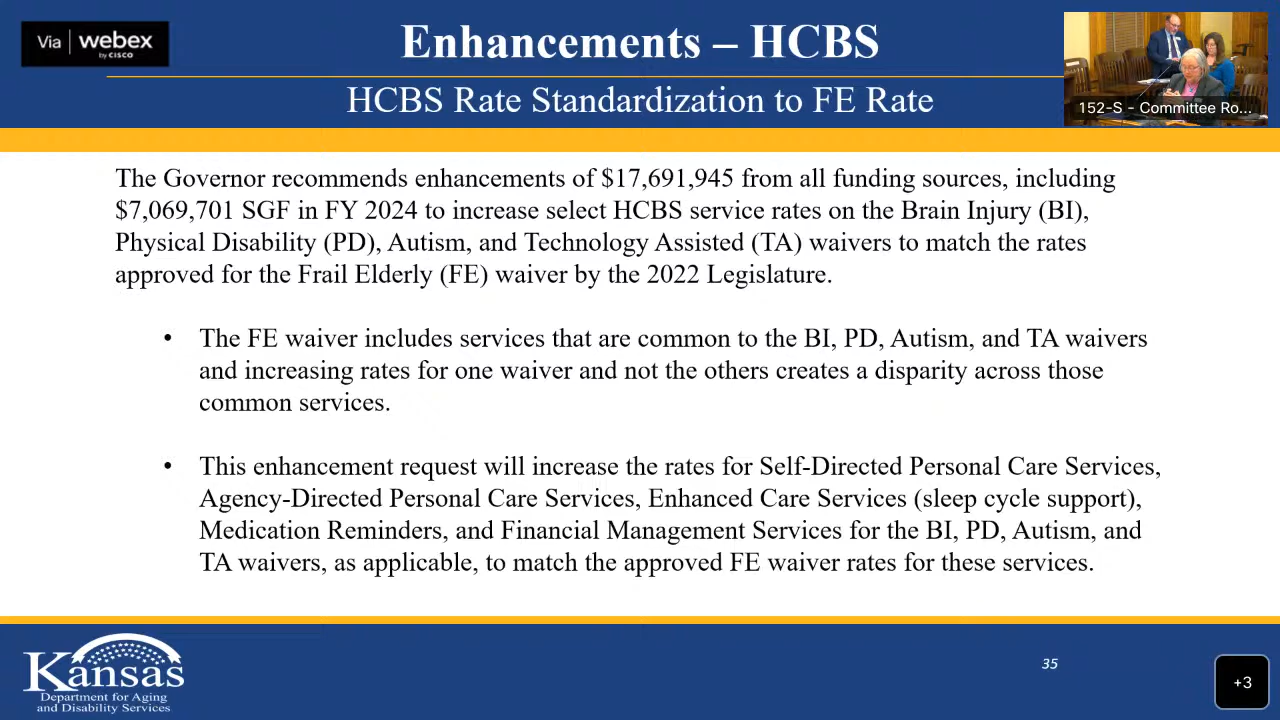 Via webex
by CISCO
Enhancements – HCBS
HCBS Rate Standardization to FE Rate
152-S - Committee Ro...
The Governor recommends enhancements of $17,691,945 from all funding sources, including
$7,069,701 SGF in FY 2024 to increase select HCBS service rates on the Brain Injury (BI),
Physical Disability (PD), Autism, and Technology Assisted (TA) waivers to match the rates
approved for the Frail Elderly (FE) waiver by the 2022 Legislature.
• The FE waiver includes services that are common to the BI, PD, Autism, and TA waivers
and increasing rates for one waiver and not the others creates a disparity across those
common services.
• This enhancement request will increase the rates for Self-Directed Personal Care Services,
Agency-Directed Personal Care Services, Enhanced Care Services (sleep cycle support),
Medication Reminders, and Financial Management Services for the BI, PD, Autism, and
TA waivers, as applicable, to match the approved FE waiver rates for these services.
Kansas
Department for Aging
and Disability Services
35
+3